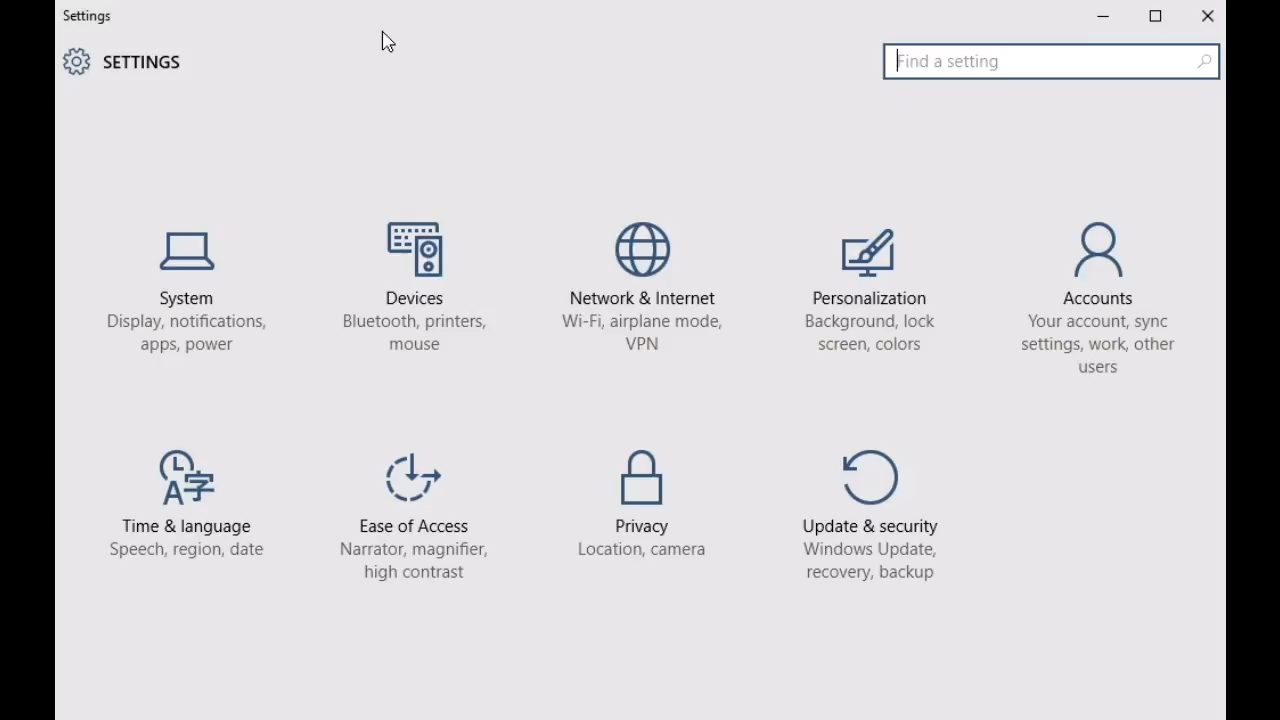 Settings
SETTINGS
Find a setting
System
Display, notifications,
apps, power
Devices
Bluetooth, printers,
mouse
Network & Internet
Wi-Fi, airplane mode,
VPN
Personalization
Background, lock
screen, colors
Accounts
Your account, sync
settings, work, other
users
Time & language
Speech, region, date
Ease of Access
Narrator, magnifier,
high contrast
Privacy
Location, camera
Update & security
Windows Update,
recovery, backup